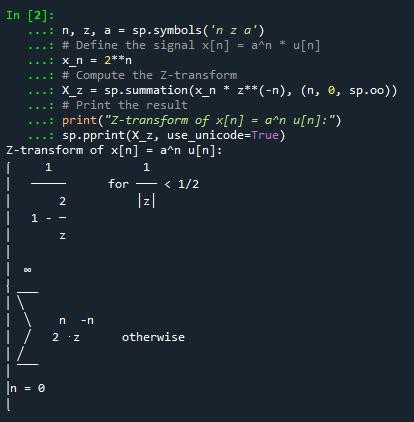 In [2]:
...: n, z, a = sp.symbols('n z a')
...: # Define the signal x[n] = a^n * u[n]
...: x_n = 2**n
...: # Compute the Z-transform
...: X_z = sp.summation(x_n * z**(-n), (n, 0, sp.oo))
...: # Print the result
...: print("Z-transform of x[n] = a^n u[n]:")
...: sp.pprint(X_z, use_unicode=True)
Z-transform of x[n] = a^n u[n]:
⎧    1             1
⎪  ─────      for ─── < 1/2
⎪      2          │z│
⎪  1 - ─
⎪      z
⎪
⎪  ∞
⎨ ___
⎪ ╲
⎪  ╲    n  -n
⎪  ╱   2 ⋅z      otherwise
⎪ ╱
⎪ ‾‾‾
⎪n = 0
⎩